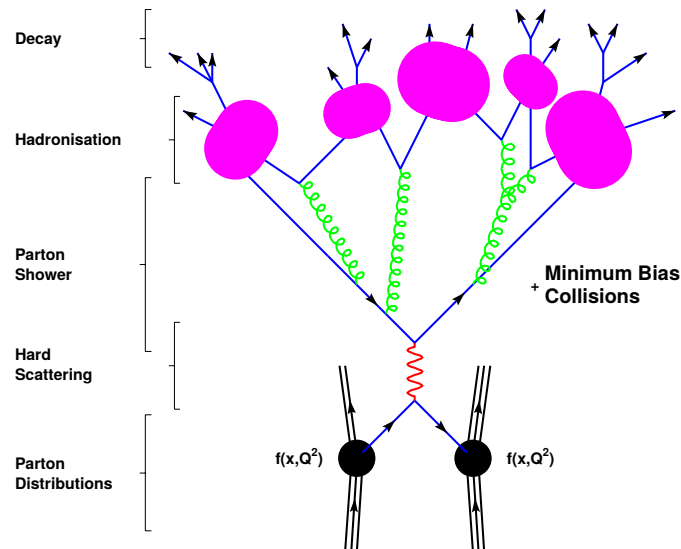 Decay
Hadronisation
Parton
Shower
+ Minimum Bias
Collisions
Hard
Scattering
f(x,Q²)
f(x,Q²)
Parton
Distributions